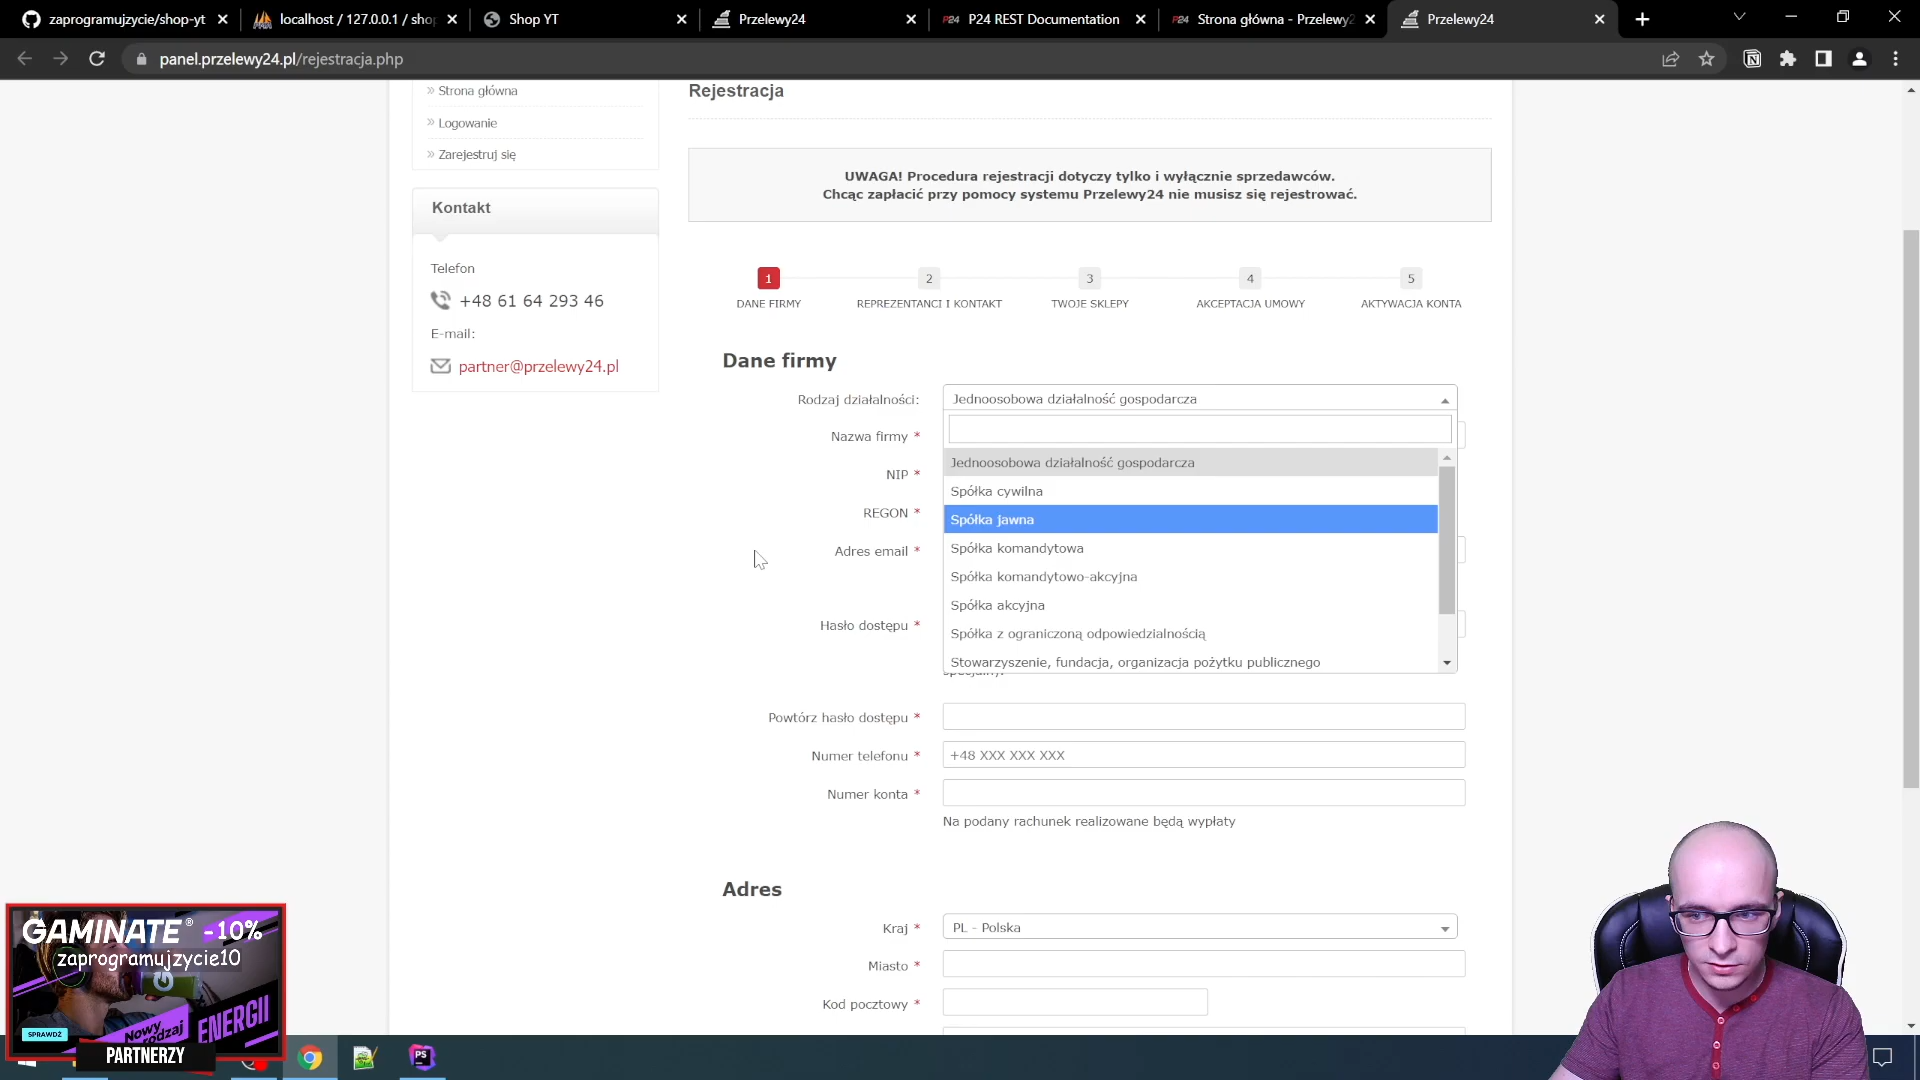 zaprogramujzycie/shop-yt
localhost / 127.0.0.1 / shop
Shop YT
Przelewy24
P24 REST Documentation
Strona główna - Przelewy2
Przelewy24
panel.przelewy24.pl/rejestracja.php
» Strona główna
» Logowanie
» Zarejestruj się
Kontakt
Telefon
+48 61 64 293 46
E-mail:
partner@przelewy24.pl
Rejestracja
UWAGA! Procedura rejestracji dotyczy tylko i wyłącznie sprzedawców.
Chcąc zapłacić przy pomocy systemu Przelewy24 nie musisz się rejestrować.
1 2 3 4 5
DANE FIRMY REPREZENTANCI I KONTAKT TWOJE SKLEPY AKCEPTACJA UMOWY AKTYWACJA KONTA
Dane firmy
Rodzaj działalności: Jednoosobowa działalność gospodarcza
Nazwa firmy *
Jednoosobowa działalność gospodarcza
NIP *
Spółka cywilna
REGON *
Spółka jawna
Spółka komandytowa
Adres email *
Spółka komandytowo-akcyjna
Spółka akcyjna
Hasło dostępu *
Spółka z ograniczoną odpowiedzialnością
Stowarzyszenie, fundacja, organizacja pożytku publicznego
Powtórz hasło dostępu *
Numer telefonu * +48 XXX XXX XXX
Numer konta *
Na podany rachunek realizowane będą wypłaty
Adres
Kraj * PL - Polska
Miasto *
Kod pocztowy *
GAMINATE® -10%
zaprogramujzycie10
G
SPRAWDŹ
Nowy rodzaj
ENERGII
PARTNERZY
PS